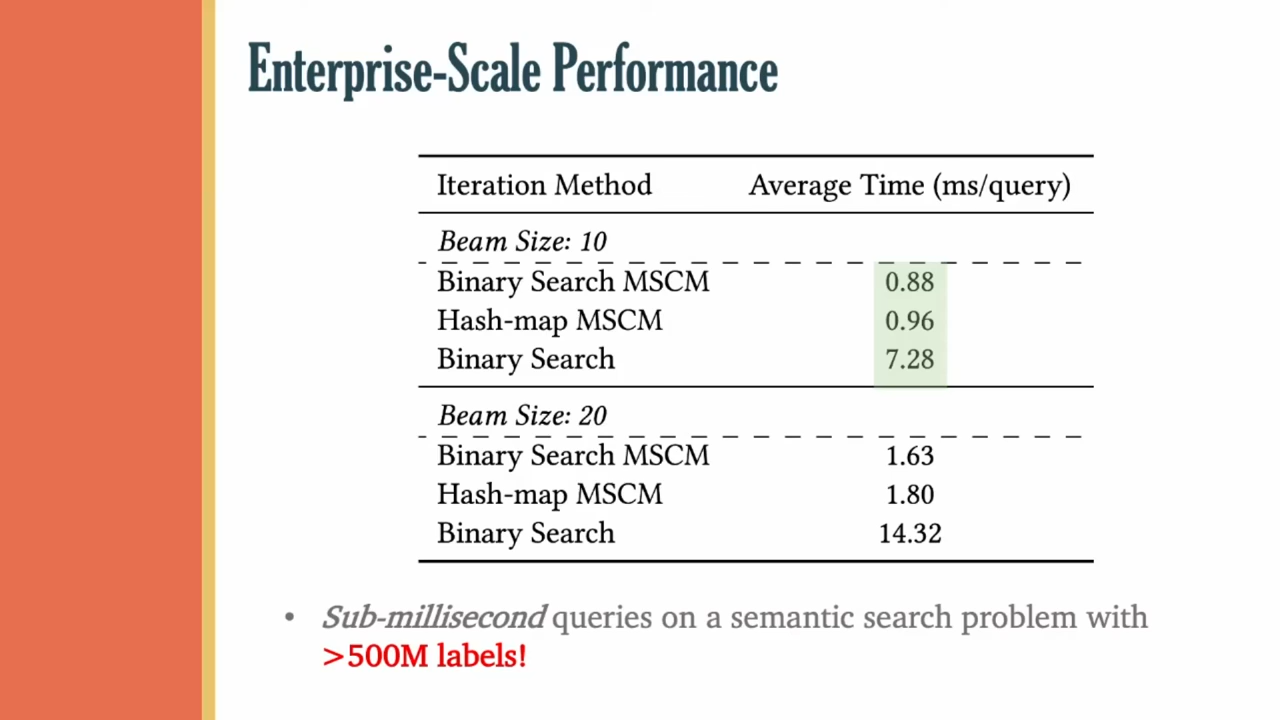 Enterprise-Scale Performance
Iteration Method Average Time (ms/query)
Beam Size: 10
Binary Search MSCM 0.88
Hash-map MSCM 0.96
Binary Search 7.28
Beam Size: 20
Binary Search MSCM 1.63
Hash-map MSCM 1.80
Binary Search 14.32
• Sub-millisecond queries on a semantic search problem with
>500M labels!